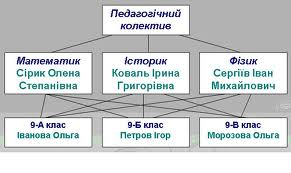 Педагогічний
колектив
Математик
Сірик Олена
Степанівна
Історик
Коваль Ірина
Григорівна
Фізик
Сергіїв Іван
Михайлович
9-А клас
Іванова Ольга
9-Б клас
Петров Ігор
9-В клас
Морозова Ольга